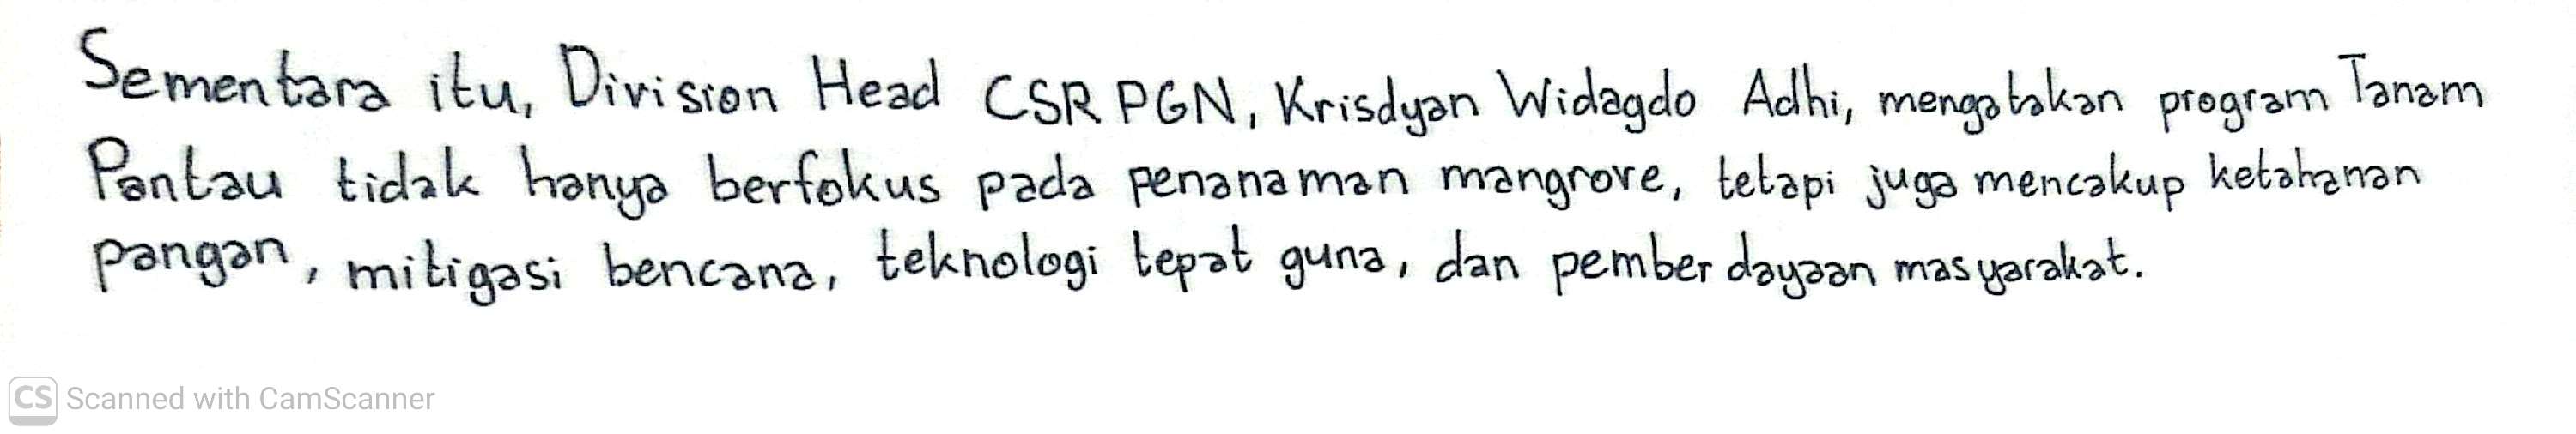 Sementara itu, Division Head CSR PGN, Krisdyan Widagdo Adhi, mengatakan program Tanam
Pantau tidak hanya berfokus pada penanaman mangrove, tetapi juga mencakup ketahanan
pangan, mitigasi bencana, teknologi tepat guna, dan pemberdayaan masyarakat.
CS Scanned with CamScanner